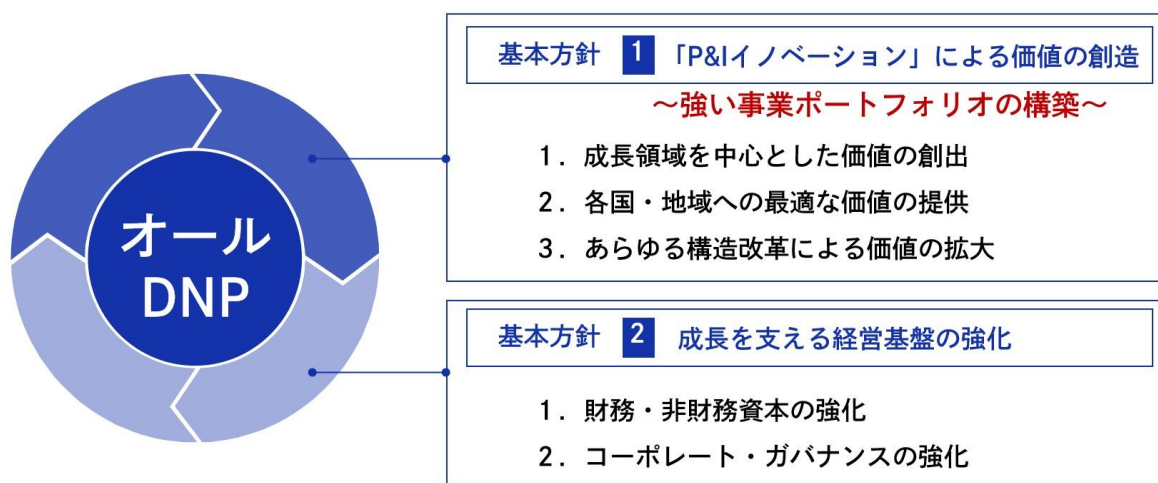 オール
DNP
基本方針 1 「P&Iイノベーション」による価値の創造
～強い事業ポートフォリオの構築～
1．成長領域を中心とした価値の創出
2．各国・地域への最適な価値の提供
3．あらゆる構造改革による価値の拡大
基本方針 2 成長を支える経営基盤の強化
1．財務・非財務資本の強化
2．コーポレート・ガバナンスの強化